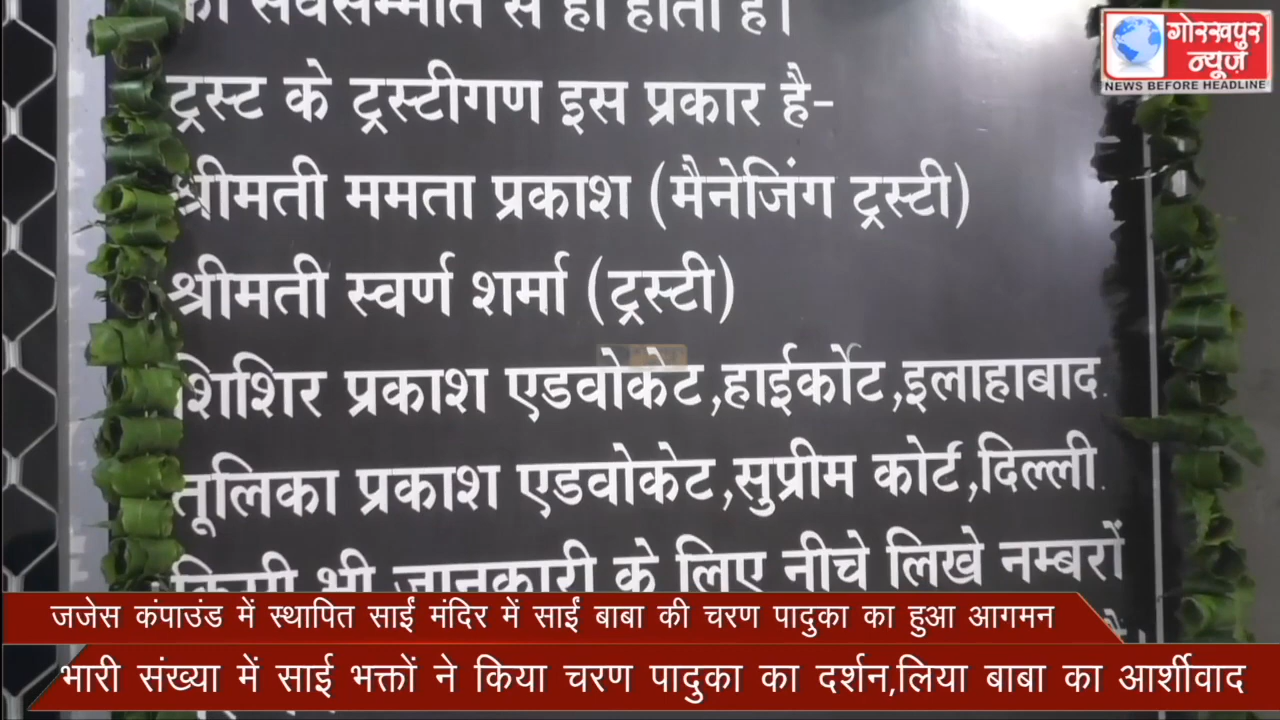 की सर्वसम्मति से ही होता है।
गोरखपुर
न्यूज़
NEWS BEFORE HEADLINE
ट्रस्ट के ट्रस्टीगण इस प्रकार है-
श्रीमती ममता प्रकाश (मैनेजिंग ट्रस्टी)
श्रीमती स्वर्ण शर्मा (ट्रस्टी)
शिशिर प्रकाश एडवोकेट,हाईकोर्ट,इलाहाबाद.
तूलिका प्रकाश एडवोकेट,सुप्रीम कोर्ट,दिल्ली.
किसी भी जानकारी के लिए नीचे लिखे नम्बरों
जजेस कंपाउंड में स्थापित साईं मंदिर में साईं बाबा की चरण पादुका का हुआ आगमन
भारी संख्या में साई भक्तों ने किया चरण पादुका का दर्शन,लिया बाबा का आर्शीवाद